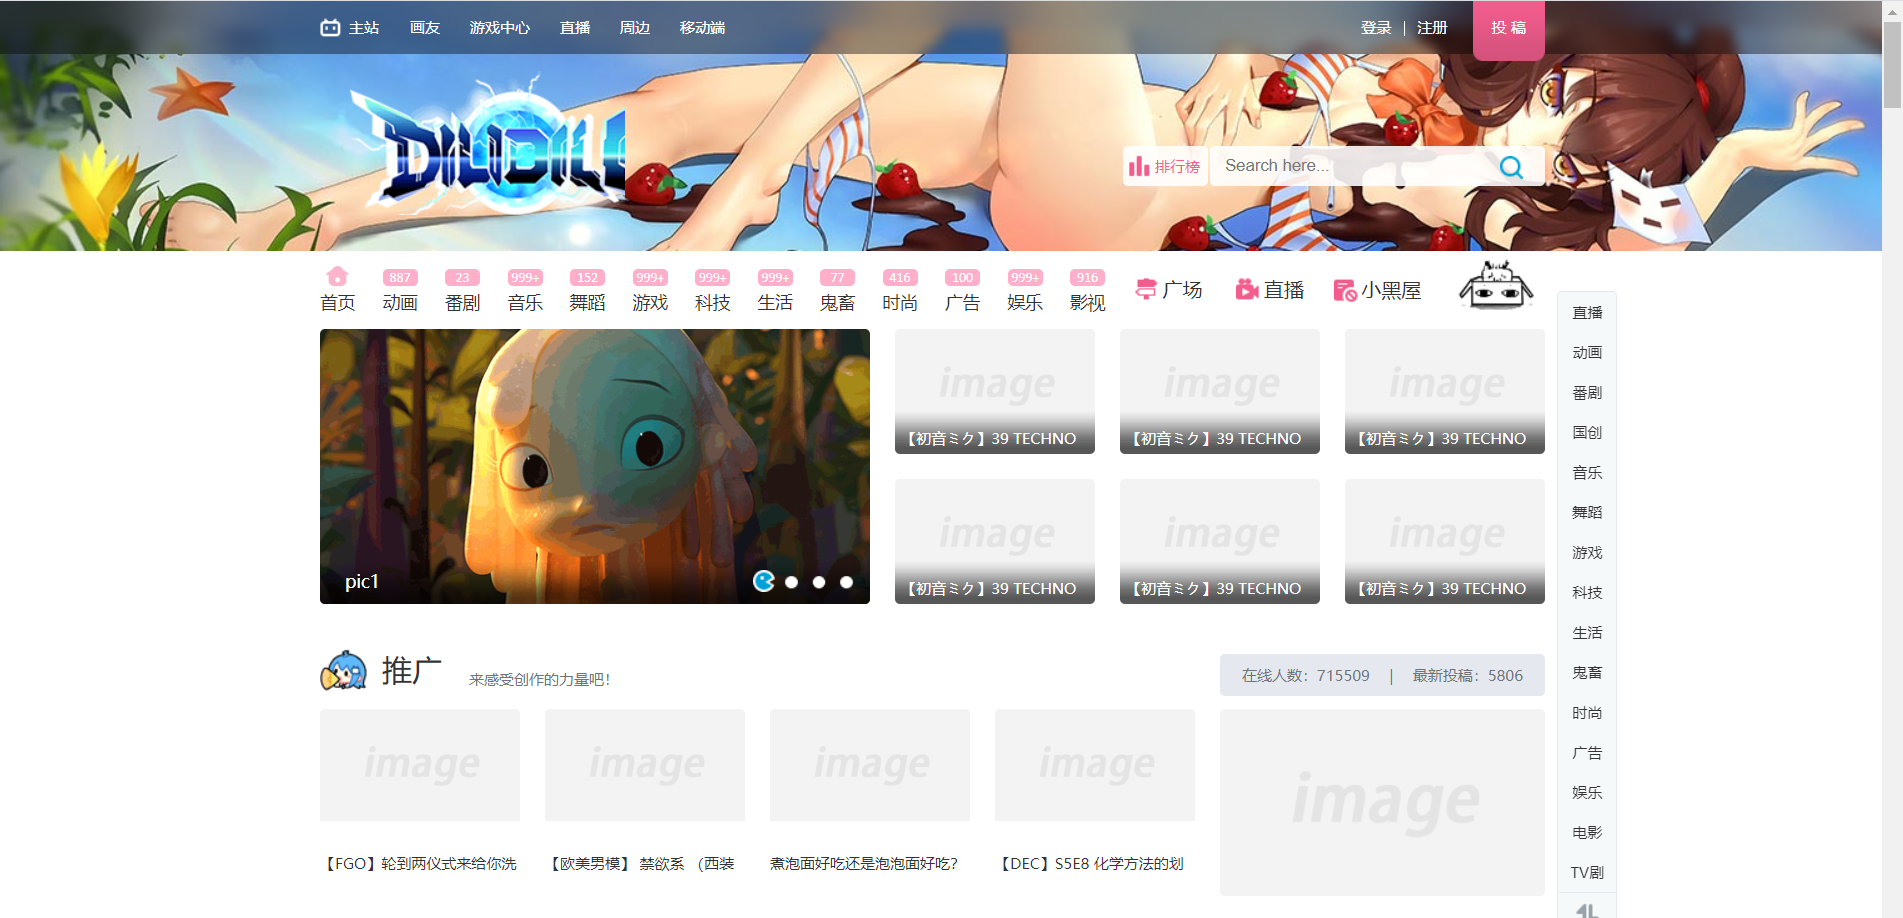 主站 画友 游戏中心 直播 周边 移动端 登录 | 注册 投 稿
DILIDILI
排行榜 Search here...
887 23 999+ 152 999+ 999+ 999+ 77 416 100 999+ 916
首页 动画 番剧 音乐 舞蹈 游戏 科技 生活 鬼畜 时尚 广告 娱乐 影视 广场 直播 小黑屋
image image image
【初音ミク】39 TECHNO 【初音ミク】39 TECHNO 【初音ミク】39 TECHNO
image image image
pic1
【初音ミク】39 TECHNO 【初音ミク】39 TECHNO 【初音ミク】39 TECHNO
推广 来感受创作的力量吧！ 在线人数：715509 | 最新投稿：5806
image image image image image
【FGO】轮到两仪式来给你洗 【欧美男模】 禁欲系 （西装 煮泡面好吃还是泡泡面好吃？ 【DEC】S5E8 化学方法的划
直播
动画
番剧
国创
音乐
舞蹈
游戏
科技
生活
鬼畜
时尚
广告
娱乐
电影
TV剧